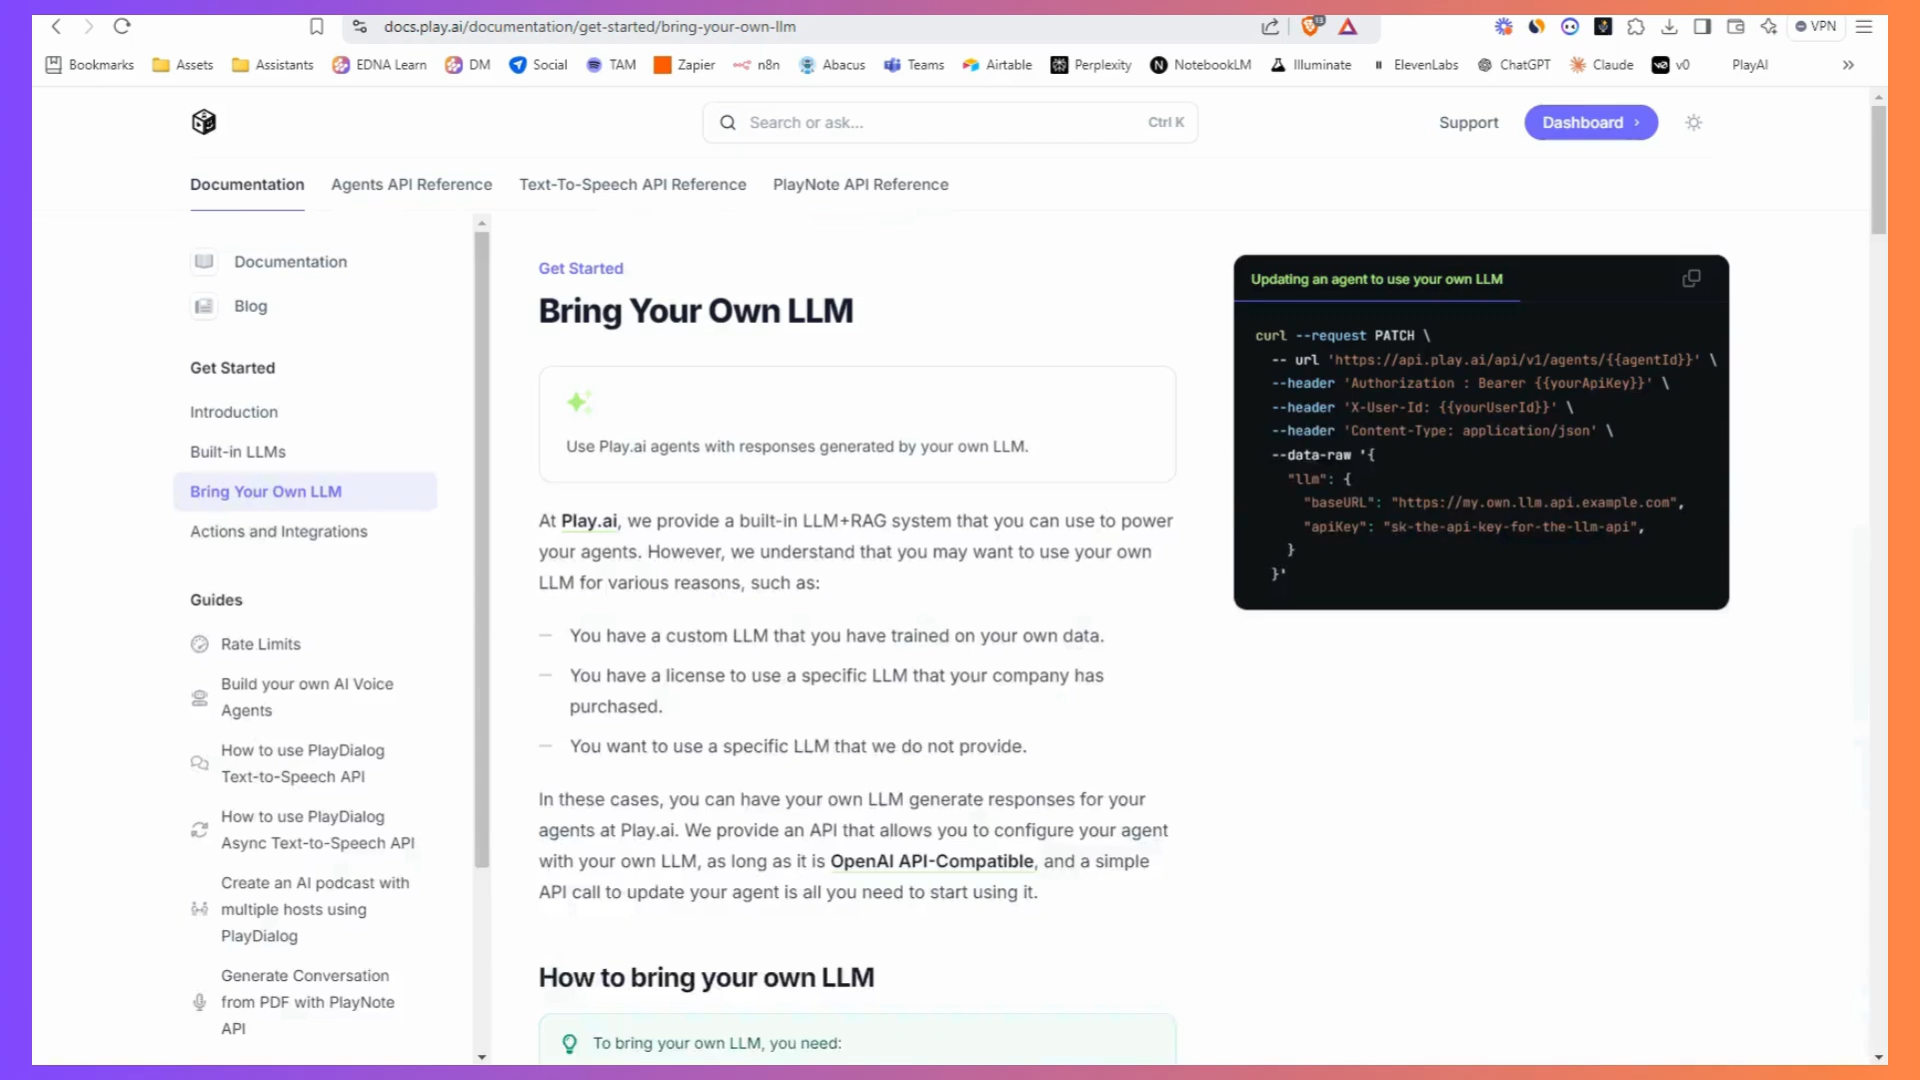 docs.play.ai/documentation/get-started/bring-your-own-llm
13
VPN
Bookmarks Assets Assistants EDNA Learn DM Social TAM Zapier n8n Abacus Teams Airtable Perplexity NotebookLM Illuminate ElevenLabs ChatGPT Claude v0 PlayAI »
Search or ask... Ctrl K
Support
Dashboard ›
Documentation Agents API Reference Text-To-Speech API Reference PlayNote API Reference
Documentation
Blog
Get Started
Introduction
Built-in LLMs
Bring Your Own LLM
Actions and Integrations
Guides
Rate Limits
Build your own AI Voice
Agents
How to use PlayDialog
Text-to-Speech API
How to use PlayDialog
Async Text-to-Speech API
Create an AI podcast with
multiple hosts using
PlayDialog
Generate Conversation
from PDF with PlayNote
API
Get Started
Bring Your Own LLM
Use Play.ai agents with responses generated by your own LLM.
At Play.ai, we provide a built-in LLM+RAG system that you can use to power
your agents. However, we understand that you may want to use your own
LLM for various reasons, such as:
— You have a custom LLM that you have trained on your own data.
— You have a license to use a specific LLM that your company has
purchased.
— You want to use a specific LLM that we do not provide.
In these cases, you can have your own LLM generate responses for your
agents at Play.ai. We provide an API that allows you to configure your agent
with your own LLM, as long as it is OpenAI API-Compatible, and a simple
API call to update your agent is all you need to start using it.
How to bring your own LLM
To bring your own LLM, you need:
Updating an agent to use your own LLM
curl --request PATCH \
-- url 'https://api.play.ai/api/v1/agents/{{agentId}}' \
--header 'Authorization : Bearer {{yourApiKey}}' \
--header 'X-User-Id: {{yourUserId}}' \
--header 'Content-Type: application/json' \
--data-raw '{
"llm": {
"baseURL": "https://my.own.llm.api.example.com",
"apiKey": "sk-the-api-key-for-the-llm-api",
}
}'